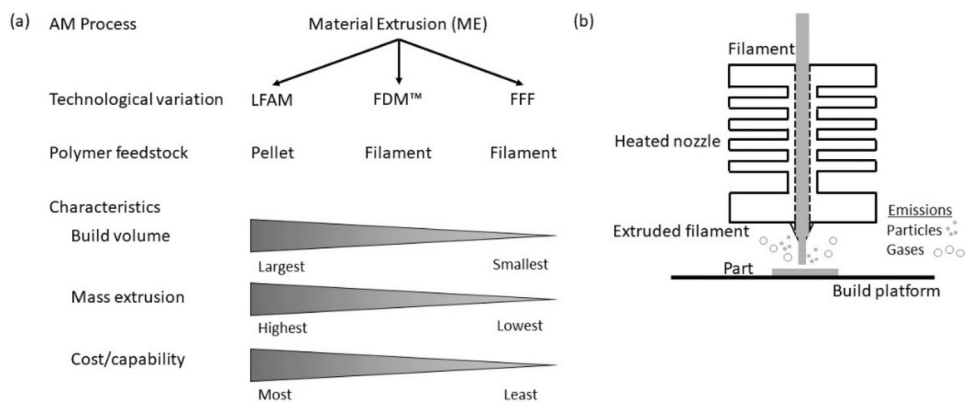 (a) AM Process Material Extrusion (ME)
Technological variation LFAM FDM™ FFF
Polymer feedstock Pellet Filament Filament
Characteristics
Build volume
Largest Smallest
Mass extrusion
Highest Lowest
Cost/capability
Most Least
(b)
Filament
Heated nozzle
Extruded filament
Emissions
Particles
Gases
Part
Build platform